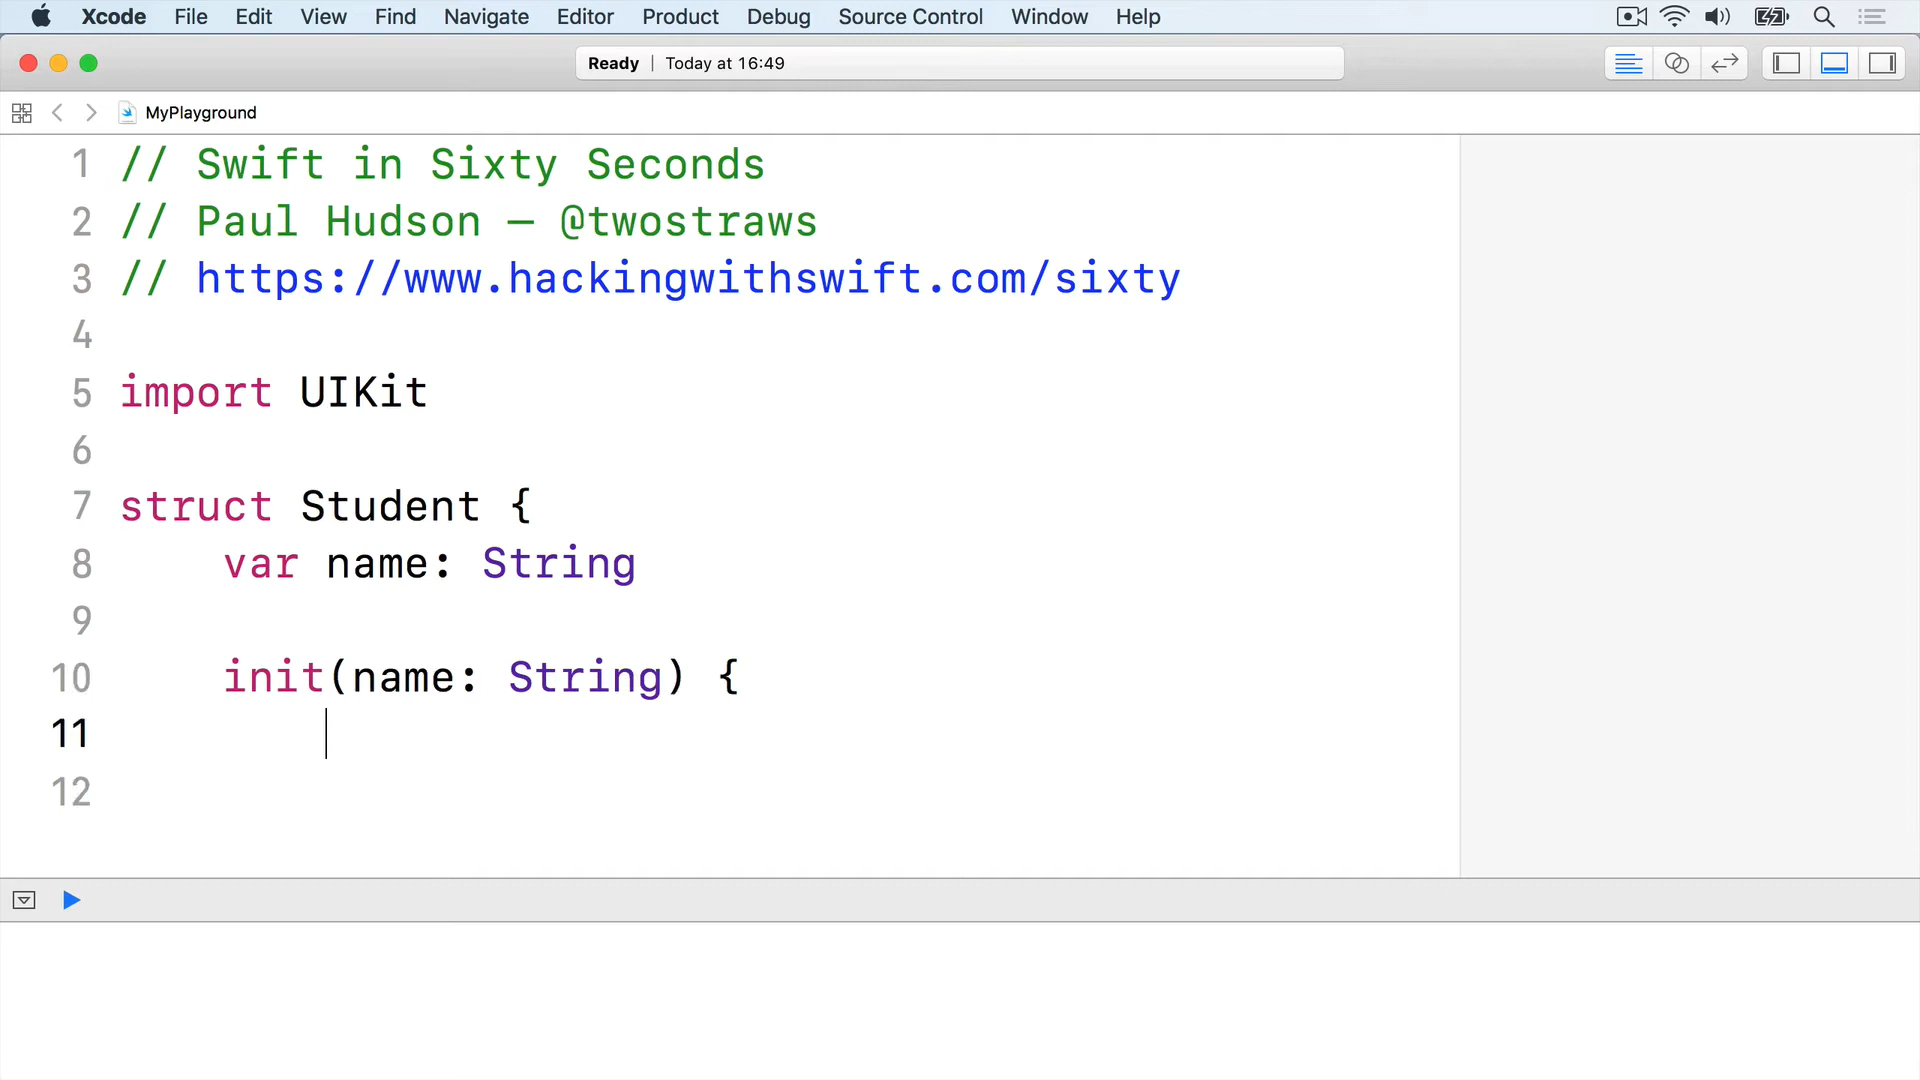 Xcode File Edit View Find Navigate Editor Product Debug Source Control Window Help
Ready | Today at 16:49
MyPlayground
1 // Swift in Sixty Seconds
2 // Paul Hudson — @twostraws
3 // https://www.hackingwithswift.com/sixty
4
5 import UIKit
6
7 struct Student {
8 var name: String
9
10 init(name: String) {
11
12